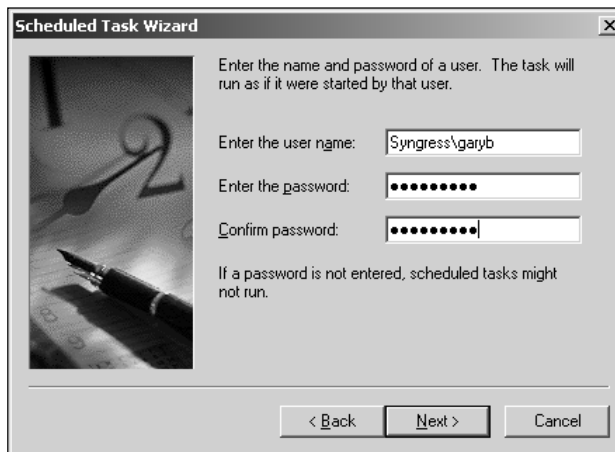 Scheduled Task Wizard
Enter the name and password of a user. The task will
run as if it were started by that user.
Enter the user name: Syngress\garyb
Enter the password: ●●●●●●●●●
Confirm password: ●●●●●●●●●
If a password is not entered, scheduled tasks might
not run.
< Back Next > Cancel